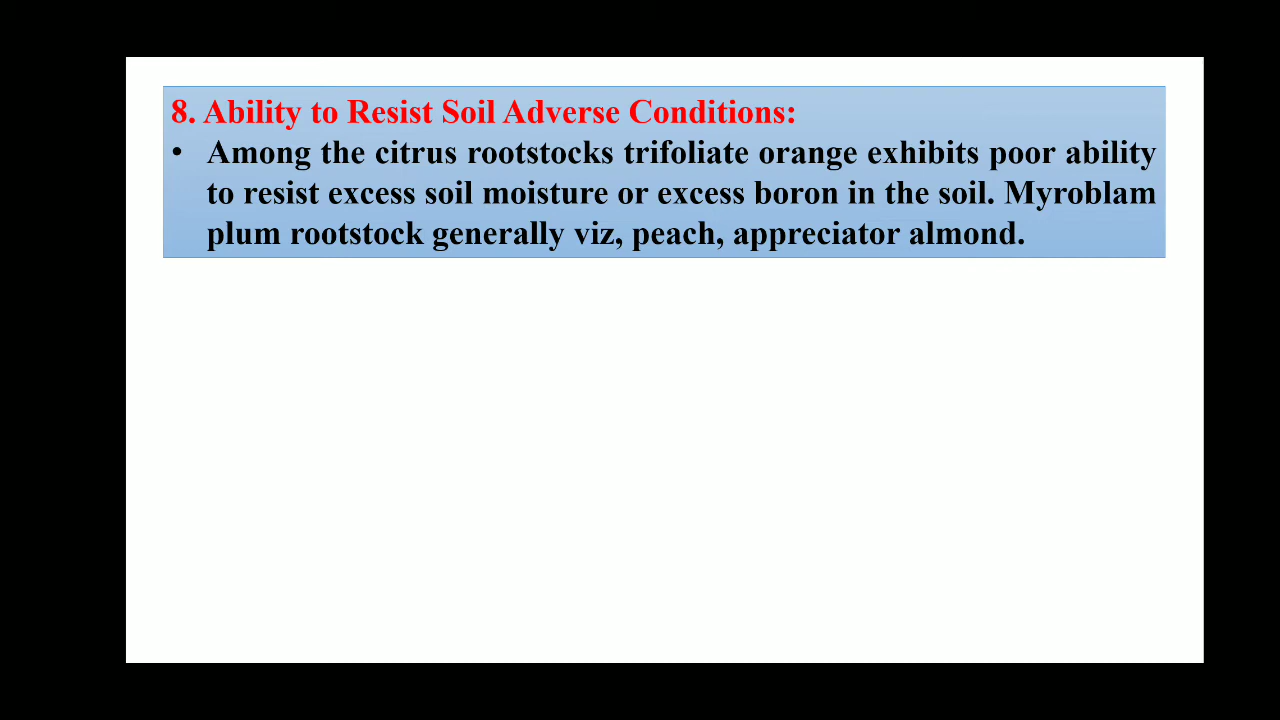 8. Ability to Resist Soil Adverse Conditions:
• Among the citrus rootstocks trifoliate orange exhibits poor ability
to resist excess soil moisture or excess boron in the soil. Myroblam
plum rootstock generally viz, peach, appreciator almond.